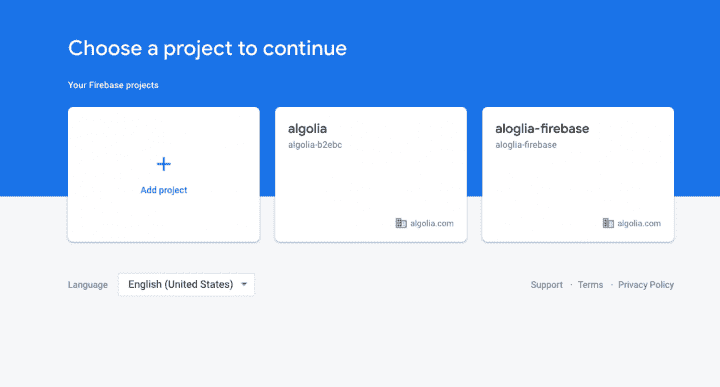 Choose a project to continue
Your Firebase projects
Add project
algolia
algolia-b2ebc
algolia.com
aloglia-firebase
aloglia-firebase
algolia.com
Language
English (United States)
Support · Terms · Privacy Policy